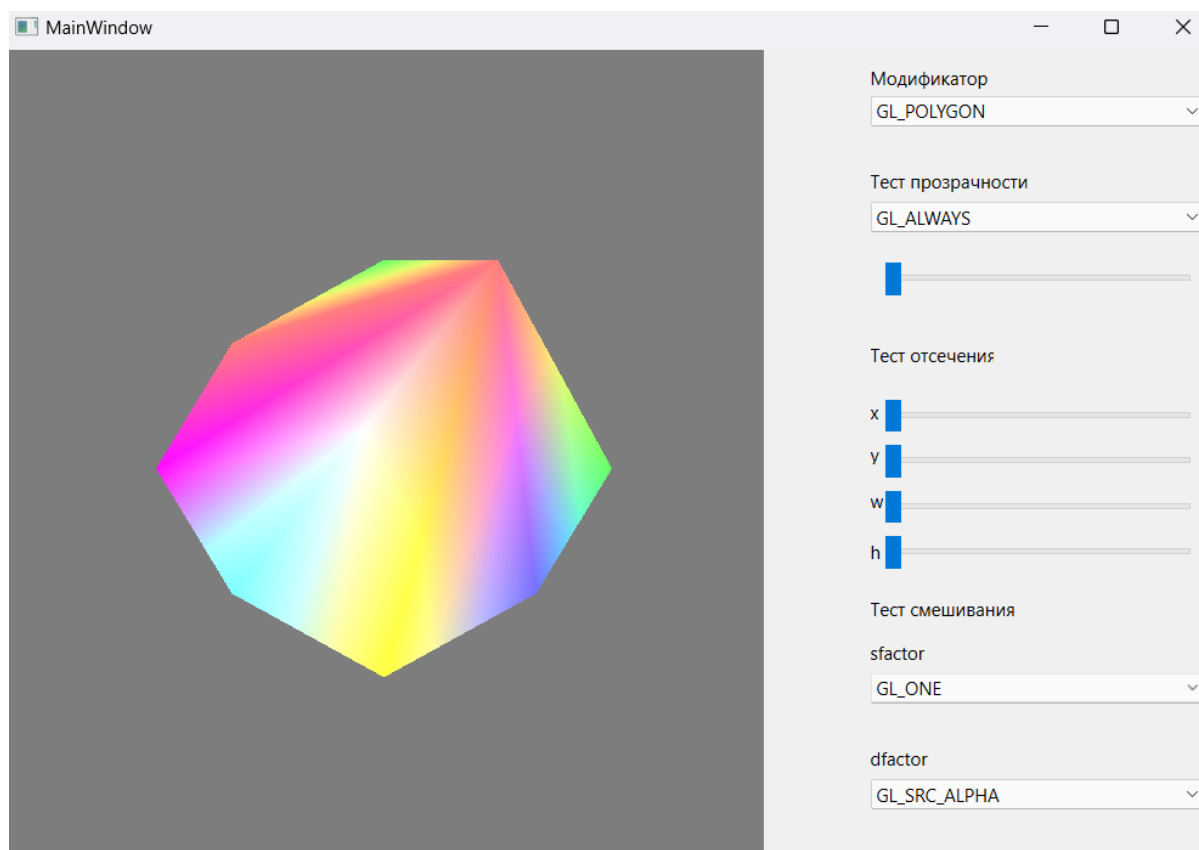 MainWindow
Модификатор
GL_POLYGON
Тест прозрачности
GL_ALWAYS
Тест отсечения
x
y
w
h
Тест смешивания
sfactor
GL_ONE
dfactor
GL_SRC_ALPHA